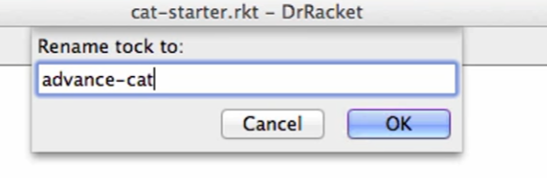 cat-starter.rkt – DrRacket
Rename tock to:
advance-cat
Cancel
OK